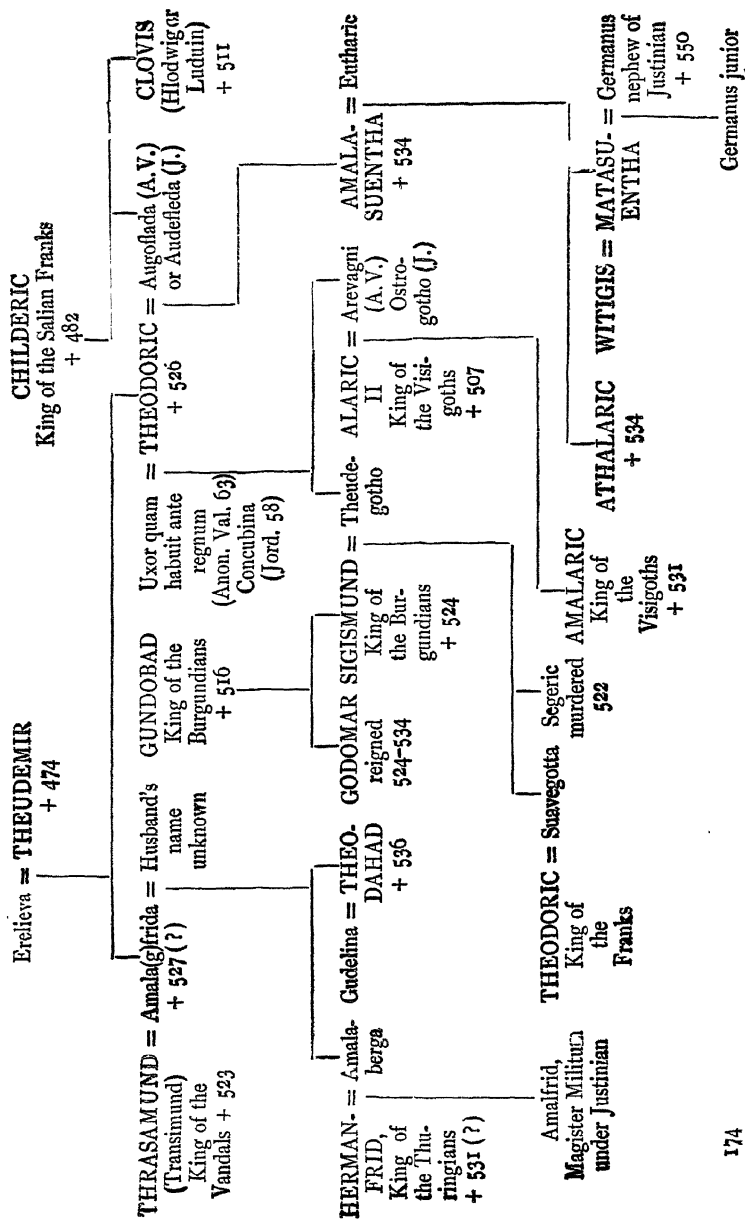 Erelieva = THEUDEMIR
+ 474
CHILDERIC
King of the Salian Franks
+ 482
THRASAMUND = Amala(g)frida = Husband's
(Transimund)
King of the
Vandals + 523
+ 527 (?)
name
unknown
GUNDOBAD
King of the
Burgundians
+ 516
Uxor quam = THEODORIC = Augoflada (A.V.)
habuit ante
regnum
(Anon. Val. 63)
Concubina
(Jord. 58)
+ 526
or Audefleda (J.)
CLOVIS
(Hlodwig or
Luduin)
+ 511
HERMAN- = Amala-
FRID,
King of
the Thu-
ringians
+ 531 (?)
berga
Gudelina = THEO-
DAHAD
+ 536
GODOMAR
reigned
524-534
SIGISMUND = Theude-
King of
the Bur-
gundians
+ 524
gotho
ALARIC = Arevagni
II
King of
the Visi-
goths
+ 507
(A.V.)
Ostro-
gotho (J.)
AMALA- = Eutharic
SUENTHA
+ 534
Amalfrid,
Magister Militum
under Justinian
THEODORIC = Suavegotta
King of
the
Franks
Segeric
murdered
522
AMALARIC
King of
the
Visigoths
+ 531
ATHALARIC
+ 534
WITIGIS = MATASU- = Germanus
ENTHA
nephew of
Justinian
+ 550
Germanus junior
174